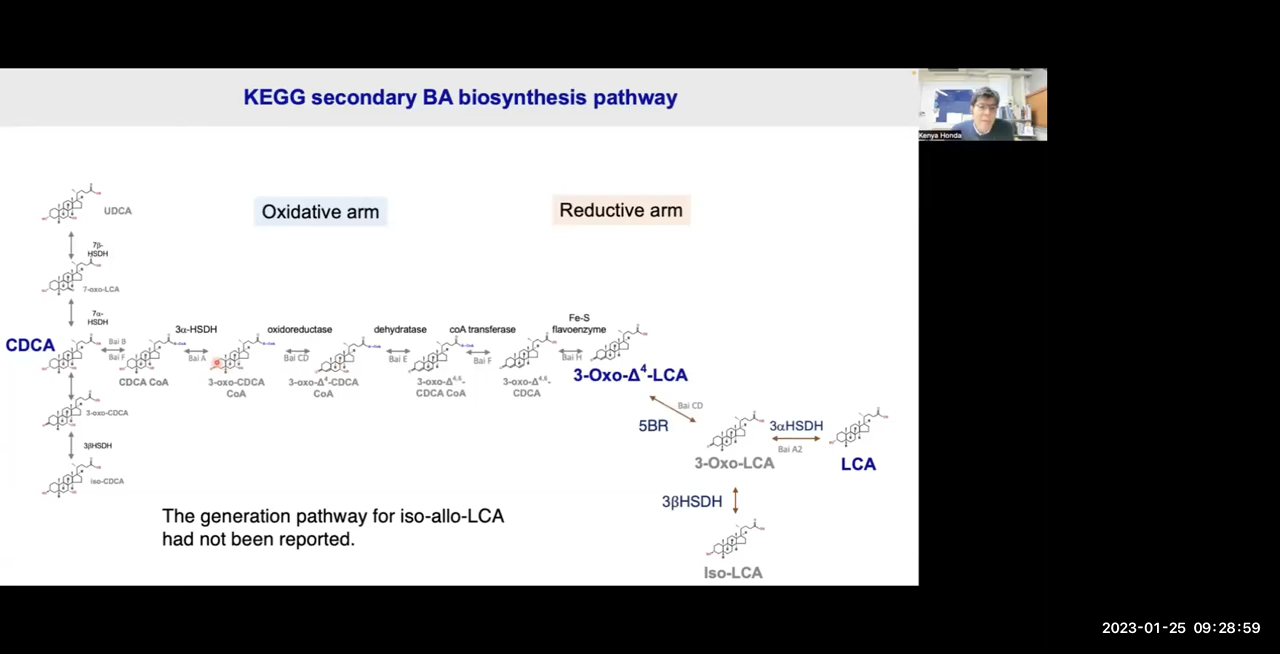 KEGG secondary BA biosynthesis pathway
Kenya Honda
Oxidative arm
Reductive arm
UDCA
7β-
HSDH
7-oxo-LCA
7α-
HSDH
CDCA
Bai B
Bai F
CDCA CoA
3α-HSDH
Bai A
3-oxo-CDCA
CoA
oxidoreductase
Bai CD
3-oxo-Δ⁴-CDCA
CoA
dehydratase
Bai E
3-oxo-Δ⁴,⁶-
CDCA CoA
coA transferase
Bai F
3-oxo-Δ⁴,⁶-
CDCA
Fe-S
flavoenzyme
Bai H
3-Oxo-Δ⁴-LCA
3-oxo-CDCA
3βHSDH
iso-CDCA
5BR
Bai CD
3-Oxo-LCA
3αHSDH
Bai A2
LCA
3βHSDH
Iso-LCA
The generation pathway for iso-allo-LCA
had not been reported.
2023-01-25 09:28:59